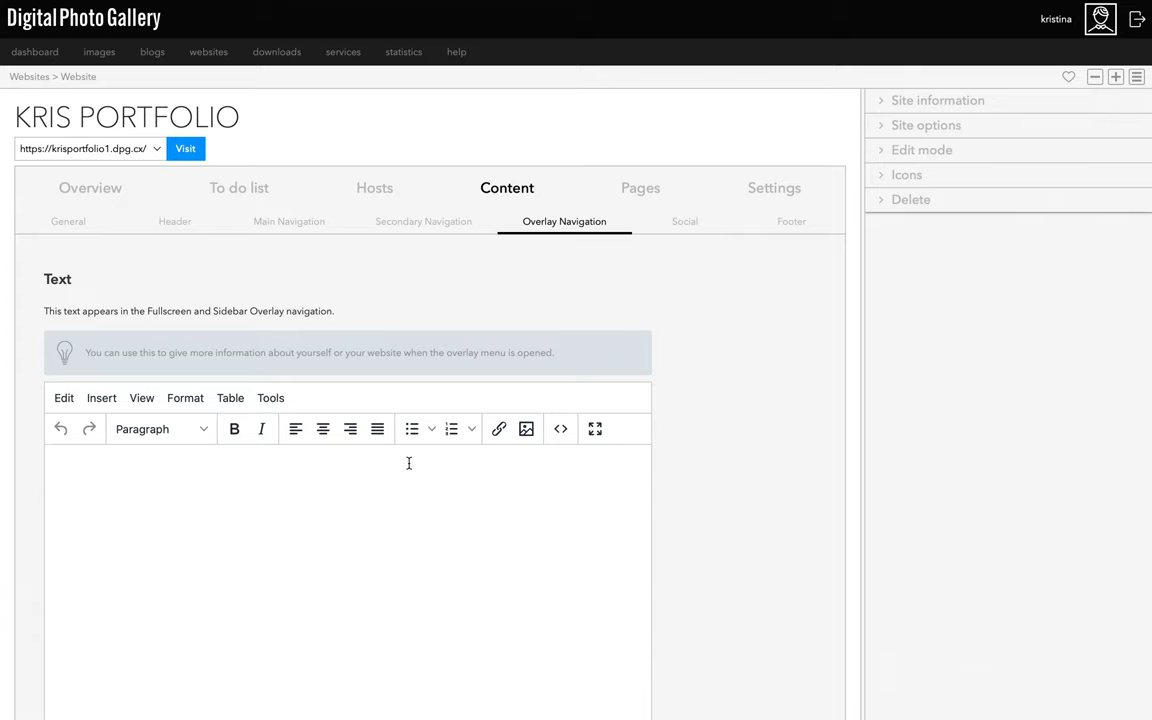 Digital Photo Gallery
kristina
dashboard images blogs websites downloads services statistics help
Websites > Website
KRIS PORTFOLIO
https://krisportfolio1.dpg.cx/ Visit
Overview To do list Hosts Content Pages Settings
General Header Main Navigation Secondary Navigation Overlay Navigation Social Footer
Text
This text appears in the Fullscreen and Sidebar Overlay navigation.
You can use this to give more information about yourself or your website when the overlay menu is opened.
Edit Insert View Format Table Tools
Paragraph B I
Site information
Site options
Edit mode
Icons
Delete